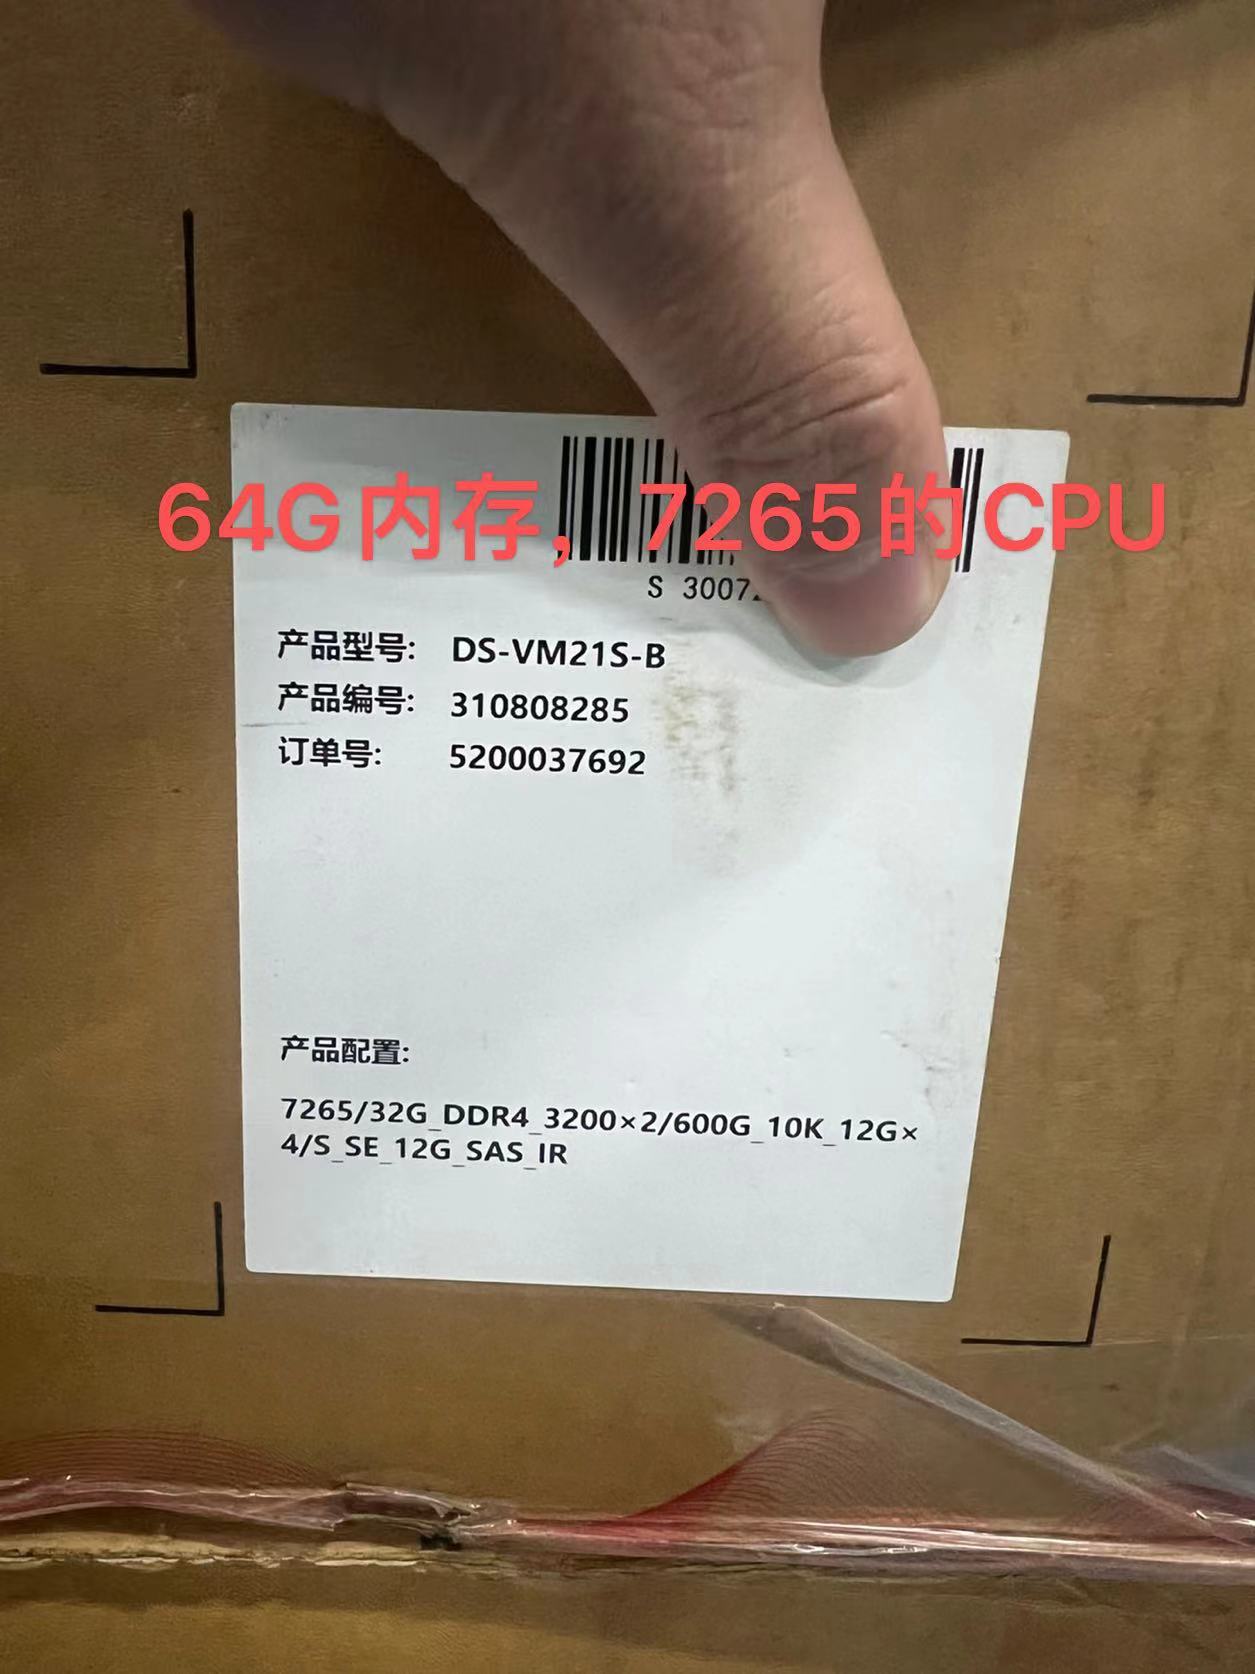 64G内存，7265的CPU
S 3007
产品型号: DS-VM21S-B
产品编号: 310808285
订单号: 5200037692
产品配置:
7265/32G_DDR4_3200×2/600G_10K_12G×
4/S_SE_12G_SAS_IR